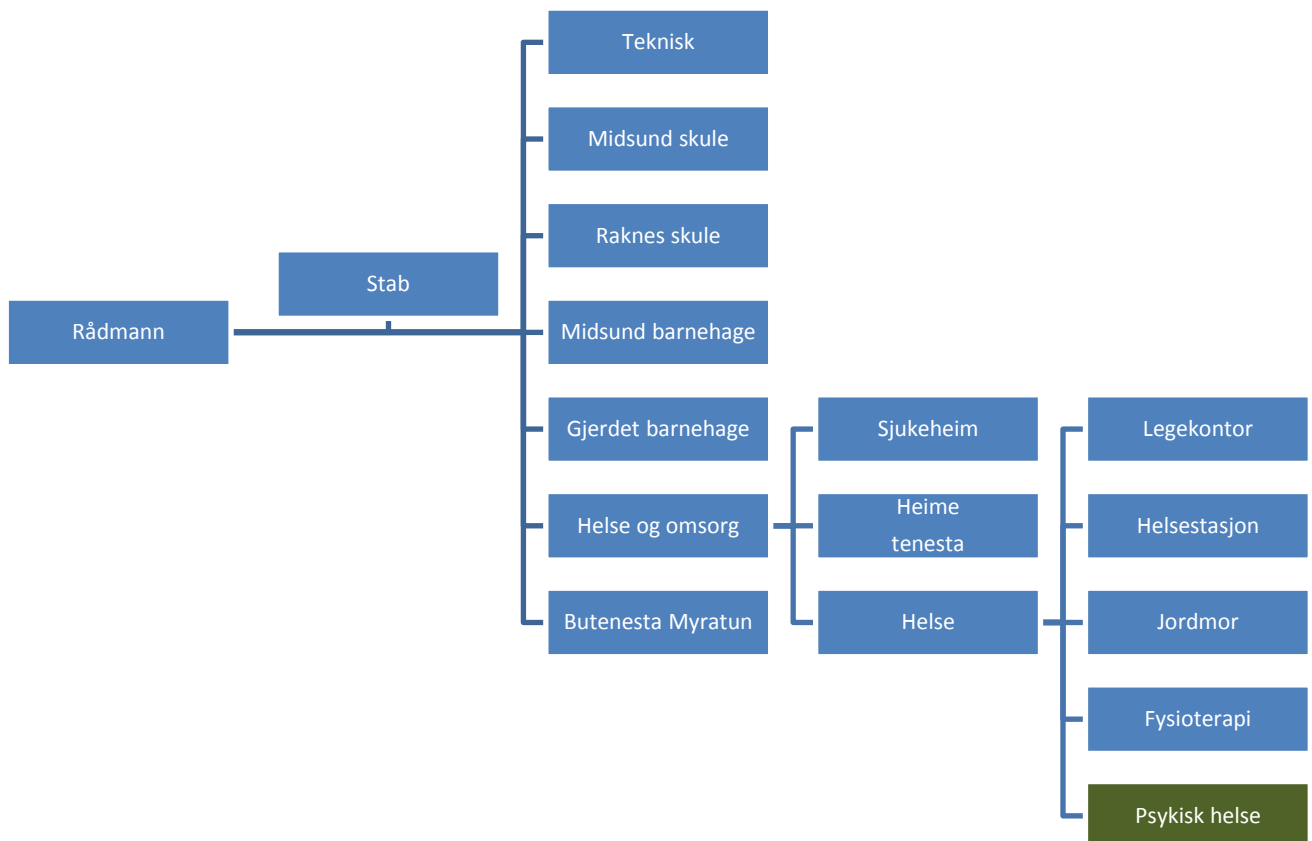 Teknisk
Midsund skule
Raknes skule
Stab
Rådmann
Midsund barnehage
Gjerdet barnehage
Sjukeheim
Legekontor
Helse og omsorg
Heime
tenesta
Helsestasjon
Butenesta Myratun
Helse
Jordmor
Fysioterapi
Psykisk helse